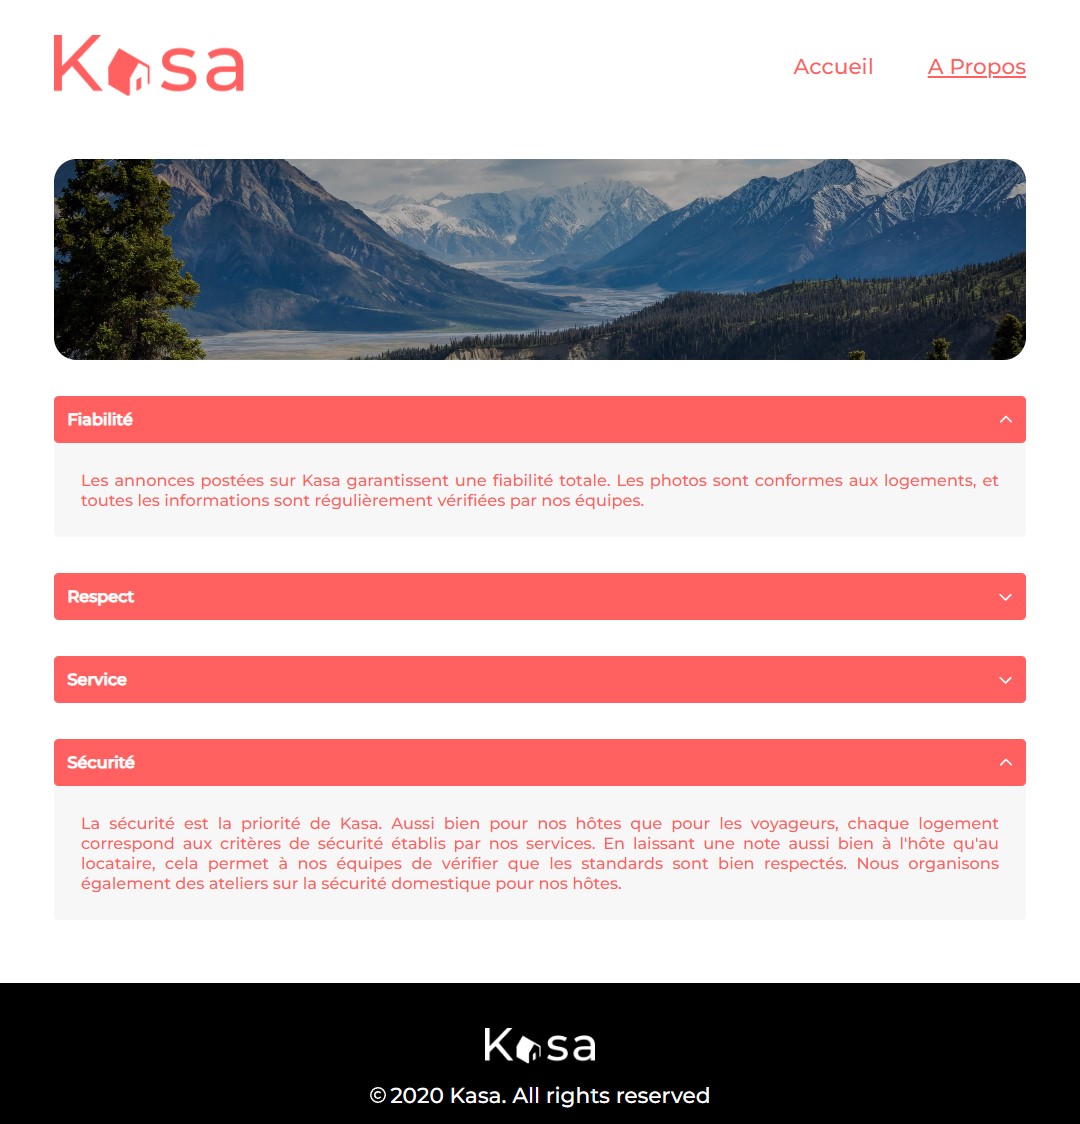 Kasa
Accueil A Propos
Fiabilité
Les annonces postées sur Kasa garantissent une fiabilité totale. Les photos sont conformes aux logements, et
toutes les informations sont régulièrement vérifiées par nos équipes.
Respect
Service
Sécurité
La sécurité est la priorité de Kasa. Aussi bien pour nos hôtes que pour les voyageurs, chaque logement
correspond aux critères de sécurité établis par nos services. En laissant une note aussi bien à l'hôte qu'au
locataire, cela permet à nos équipes de vérifier que les standards sont bien respectés. Nous organisons
également des ateliers sur la sécurité domestique pour nos hôtes.
Kasa
© 2020 Kasa. All rights reserved